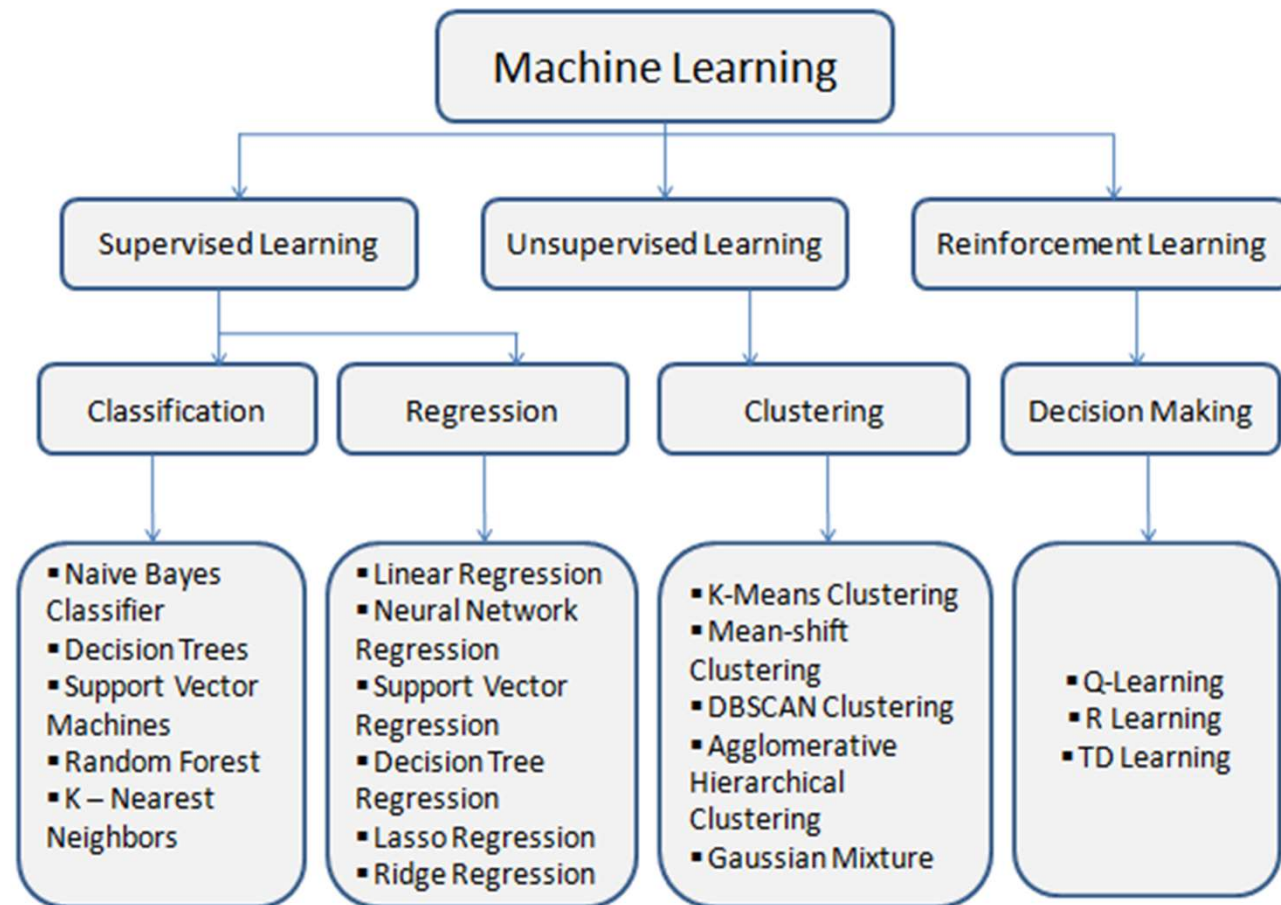 Machine Learning
Supervised Learning
Unsupervised Learning
Reinforcement Learning
Classification
Regression
Clustering
Decision Making
▪ Naive Bayes
Classifier
▪ Decision Trees
▪ Support Vector
Machines
▪ Random Forest
▪ K – Nearest
Neighbors
▪ Linear Regression
▪ Neural Network
Regression
▪ Support Vector
Regression
▪ Decision Tree
Regression
▪ Lasso Regression
▪ Ridge Regression
▪ K-Means Clustering
▪ Mean-shift
Clustering
▪ DBSCAN Clustering
▪ Agglomerative
Hierarchical
Clustering
▪ Gaussian Mixture
▪ Q-Learning
▪ R Learning
▪ TD Learning